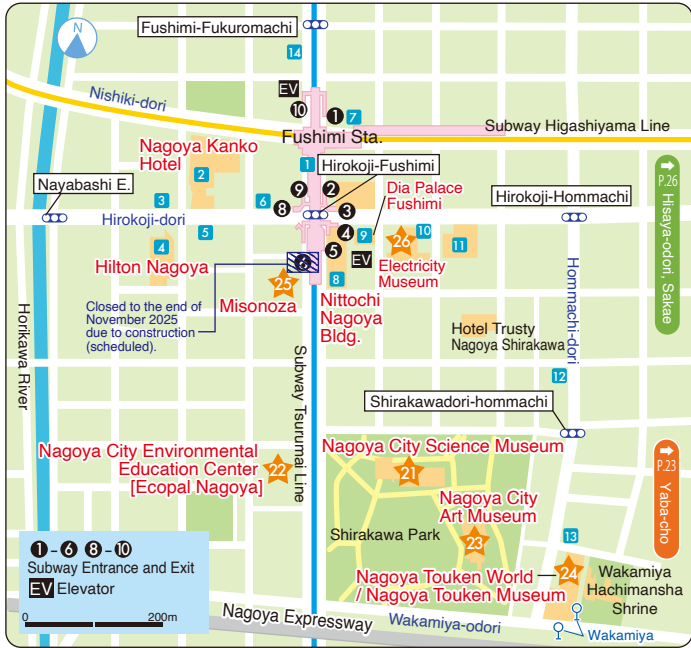 Fushimi-Fukuromachi
N
14
EV
10
1
7
Nishiki-dori
Fushimi Sta.
Subway Higashiyama Line
Nagoya Kanko
Hotel
1
Hirokoji-Fushimi
P.26
Hisaya-odori, Sakae
2
Nayabashi E.
9
2
Dia Palace
Fushimi
Hirokoji-Hommachi
3
6
8
3
Hirokoji-dori
5
4
4
9
26
10
11
5
EV
Electricity
Museum
Hilton Nagoya
6
25
Misonoza
8
Nittochi
Nagoya
Bldg.
Closed to the end of
November 2025
due to construction
(scheduled).
Hommachi-dori
Horikawa River
Hotel Trusty
Nagoya Shirakawa
Subway Tsurumai Line
12
Shirakawadori-hommachi
Nagoya City Environmental
Education Center
[Ecopal Nagoya]
22
Nagoya City Science Museum
21
P.23
Yaba-cho
Nagoya City
Art Museum
Shirakawa Park
23
13
1 - 6 8 - 10
Subway Entrance and Exit
EV Elevator
0 200m
Nagoya Touken World
/ Nagoya Touken Museum
24
Wakamiya
Hachimansha
Shrine
Nagoya Expressway
Wakamiya-odori
Wakamiya